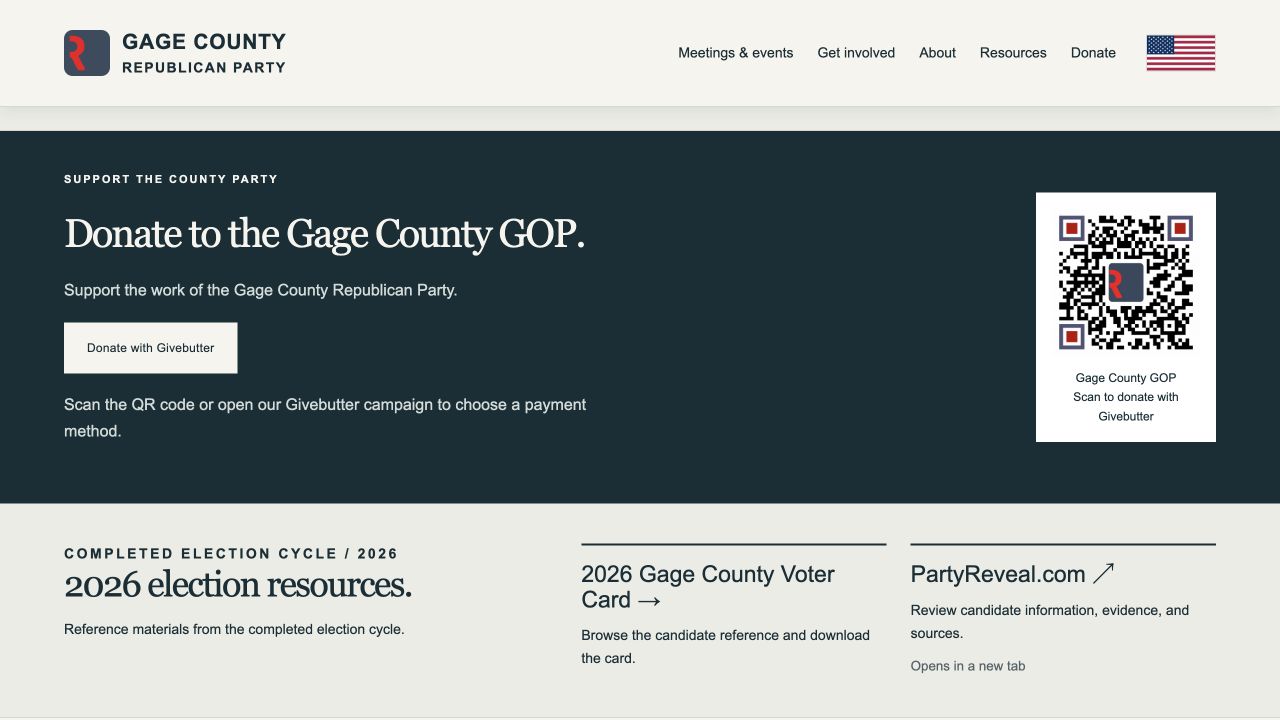 GAGE COUNTY
REPUBLICAN PARTY
Meetings & events
Get involved
About
Resources
Donate
SUPPORT THE COUNTY PARTY
Donate to the Gage County GOP.
Support the work of the Gage County Republican Party.
Donate with Givebutter
Scan the QR code or open our Givebutter campaign to choose a payment
method.
Gage County GOP
Scan to donate with
Givebutter
COMPLETED ELECTION CYCLE / 2026
2026 election resources.
Reference materials from the completed election cycle.
2026 Gage County Voter
Card →
Browse the candidate reference and download
the card.
PartyReveal.com ↗
Review candidate information, evidence, and
sources.
Opens in a new tab